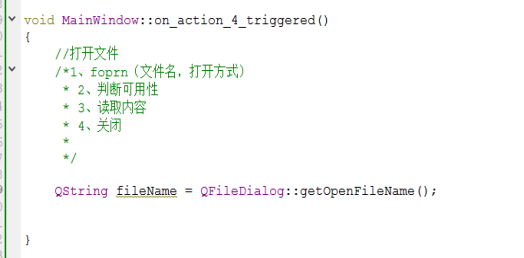 void MainWindow::on_action_4_triggered()
{
//打开文件
/*1、foprn（文件名，打开方式）
* 2、判断可用性
* 3、读取内容
* 4、关闭
*
*/
QString fileName = QFileDialog::getOpenFileName();
}